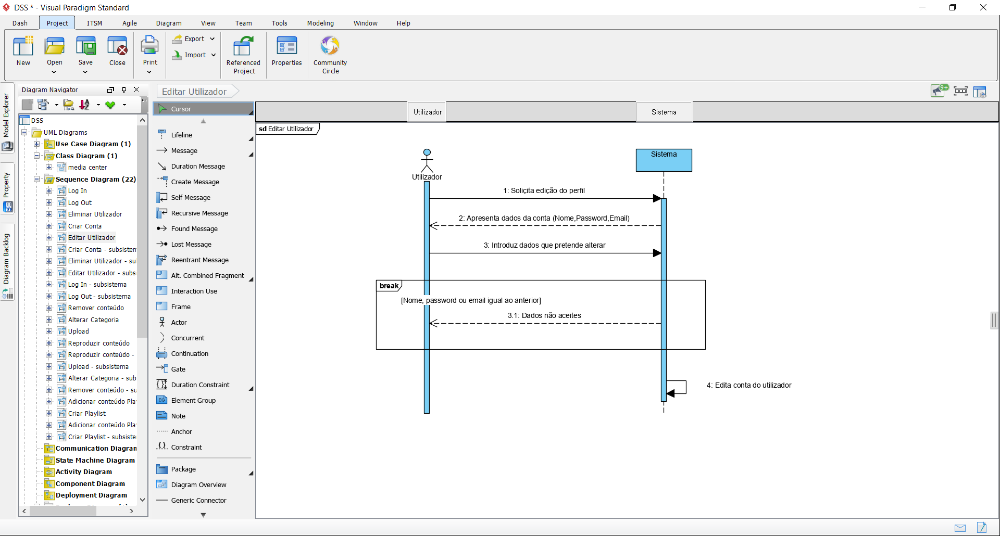 DSS * - Visual Paradigm Standard
Dash Project ITSM Agile Diagram View Team Tools Modeling Window Help
New
Open
Save
Close
Print
Export
Import
Referenced Project
Properties
Community Circle
Model Explorer
Property
Diagram Backlog
Diagram Navigator
DSS
UML Diagrams
Use Case Diagram (1)
Class Diagram (1)
media center
Sequence Diagram (22)
Log In
Log Out
Eliminar Utilizador
Criar Conta
Editar Utilizador
Criar Conta - subsistem
Eliminar Utilizador - su
Editar Utilizador - subs
Log In - subsistema
Log Out - subsistema
Remover conteúdo
Alterar Categoria
Upload
Reproduzir conteúdo
Reproduzir conteúdo -
Upload - subsistema
Alterar Categoria - sub
Remover conteúdo - su
Adicionar conteúdo Pla
Criar Playlist
Adicionar conteúdo Pla
Criar Playlist - subsiste
Communication Diagran
State Machine Diagram
Activity Diagram
Component Diagram
Deployment Diagram
Editar Utilizador
Cursor
Lifeline
Message
Duration Message
Create Message
Self Message
Recursive Message
Found Message
Lost Message
Reentrant Message
Alt. Combined Fragment
Interaction Use
Frame
Actor
Concurrent
Continuation
Gate
Duration Constraint
Element Group
Note
Anchor
Constraint
Package
Diagram Overview
Generic Connector
9+
Utilizador
Sistema
sd Editar Utilizador
Utilizador
Sistema
1: Soliçita edição do perfil
2: Apresenta dados da conta (Nome,Password,Email)
3: Introduz dados que pretende alterar
break
[Nome, password ou email igual ao anterior]
3.1: Dados não aceites
4: Edita conta do utilizador